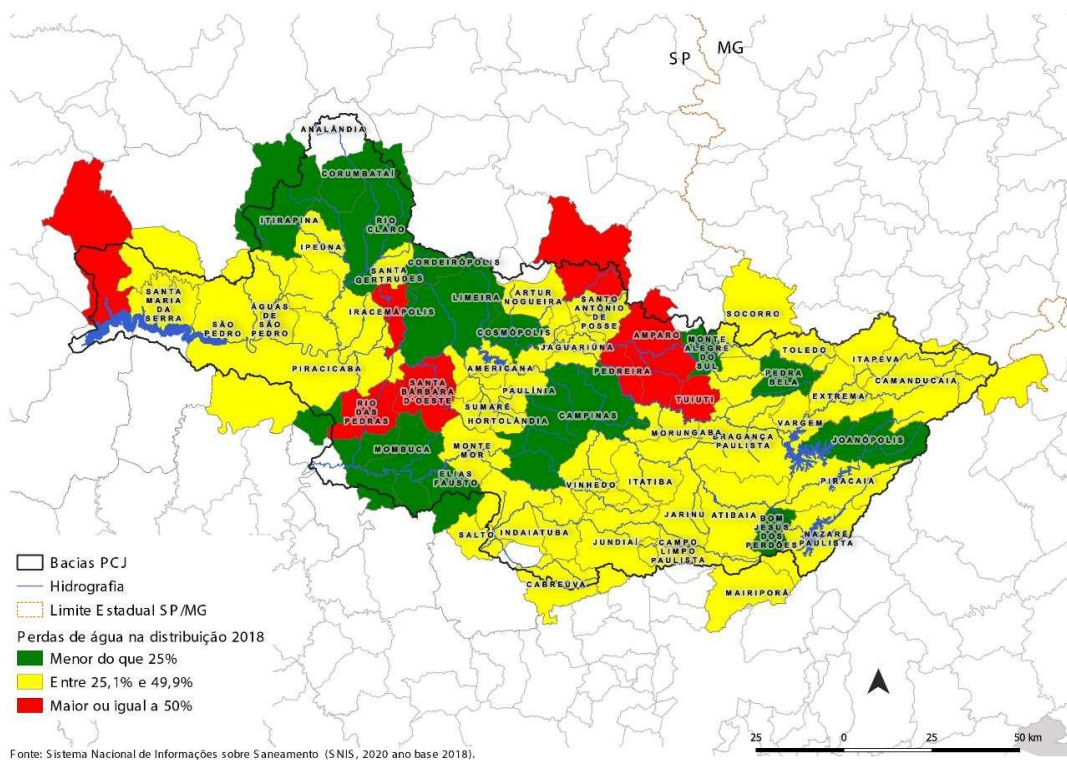 SP
MG
ANALÂNDIA
CORUMBATAÍ
ITIRAPINA
RIO
CLARO
IPEÚNA
CORDEIRÓPOLIS
SANTA
GERTRUDES
LIMEIRA
ARTUR
NOGUEIRA
SANTO
ANTÔNIO
DE
POSSE
SOCORRO
SANTA
MARIA
DA
SERRA
ÁGUAS
DE
SÃO
PEDRO
SÃO
PEDRO
IRACEMÁPOLIS
COSMÓPOLIS
JAGUARIÚNA
AMPARO
MONTE
ALEGRE
DO
SUL
TOLEDO
ITAPEVA
PIRACICABA
AMERICANA
PEDREIRA
PEDRA
BELA
CAMANDUCAIA
SANTA
BÁRBARA
D'OESTE
PAULÍNIA
TUIUTI
EXTREMA
RIO
DAS
PEDRAS
SUMARÉ
HORTOLÂNDIA
CAMPINAS
VARGEM
MORUNGABA
BRAGANÇA
PAULISTA
JOANÓPOLIS
MOMBUCA
MONTE
MOR
ELIAS
FAUSTO
VINHEDO
ITATIBA
PIRACAIA
JARINU
ATIBAIA
BOM
JESUS
DOS
PERDÕES
NAZARÉ
PAULISTA
SALTO
INDAIATUBA
JUNDIAÍ
CAMPO
LIMPO
PAULISTA
CABREÚVA
MAIRIPORÃ
Bacias PCJ
Hidrografia
Limite Estadual SP/MG
Perdas de água na distribuição 2018
Menor do que 25%
Entre 25,1% e 49,9%
Maior ou igual a 50%
25 0 25 50 km
Fonte: Sistema Nacional de Informações sobre Saneamento (SNIS, 2020 ano base 2018).